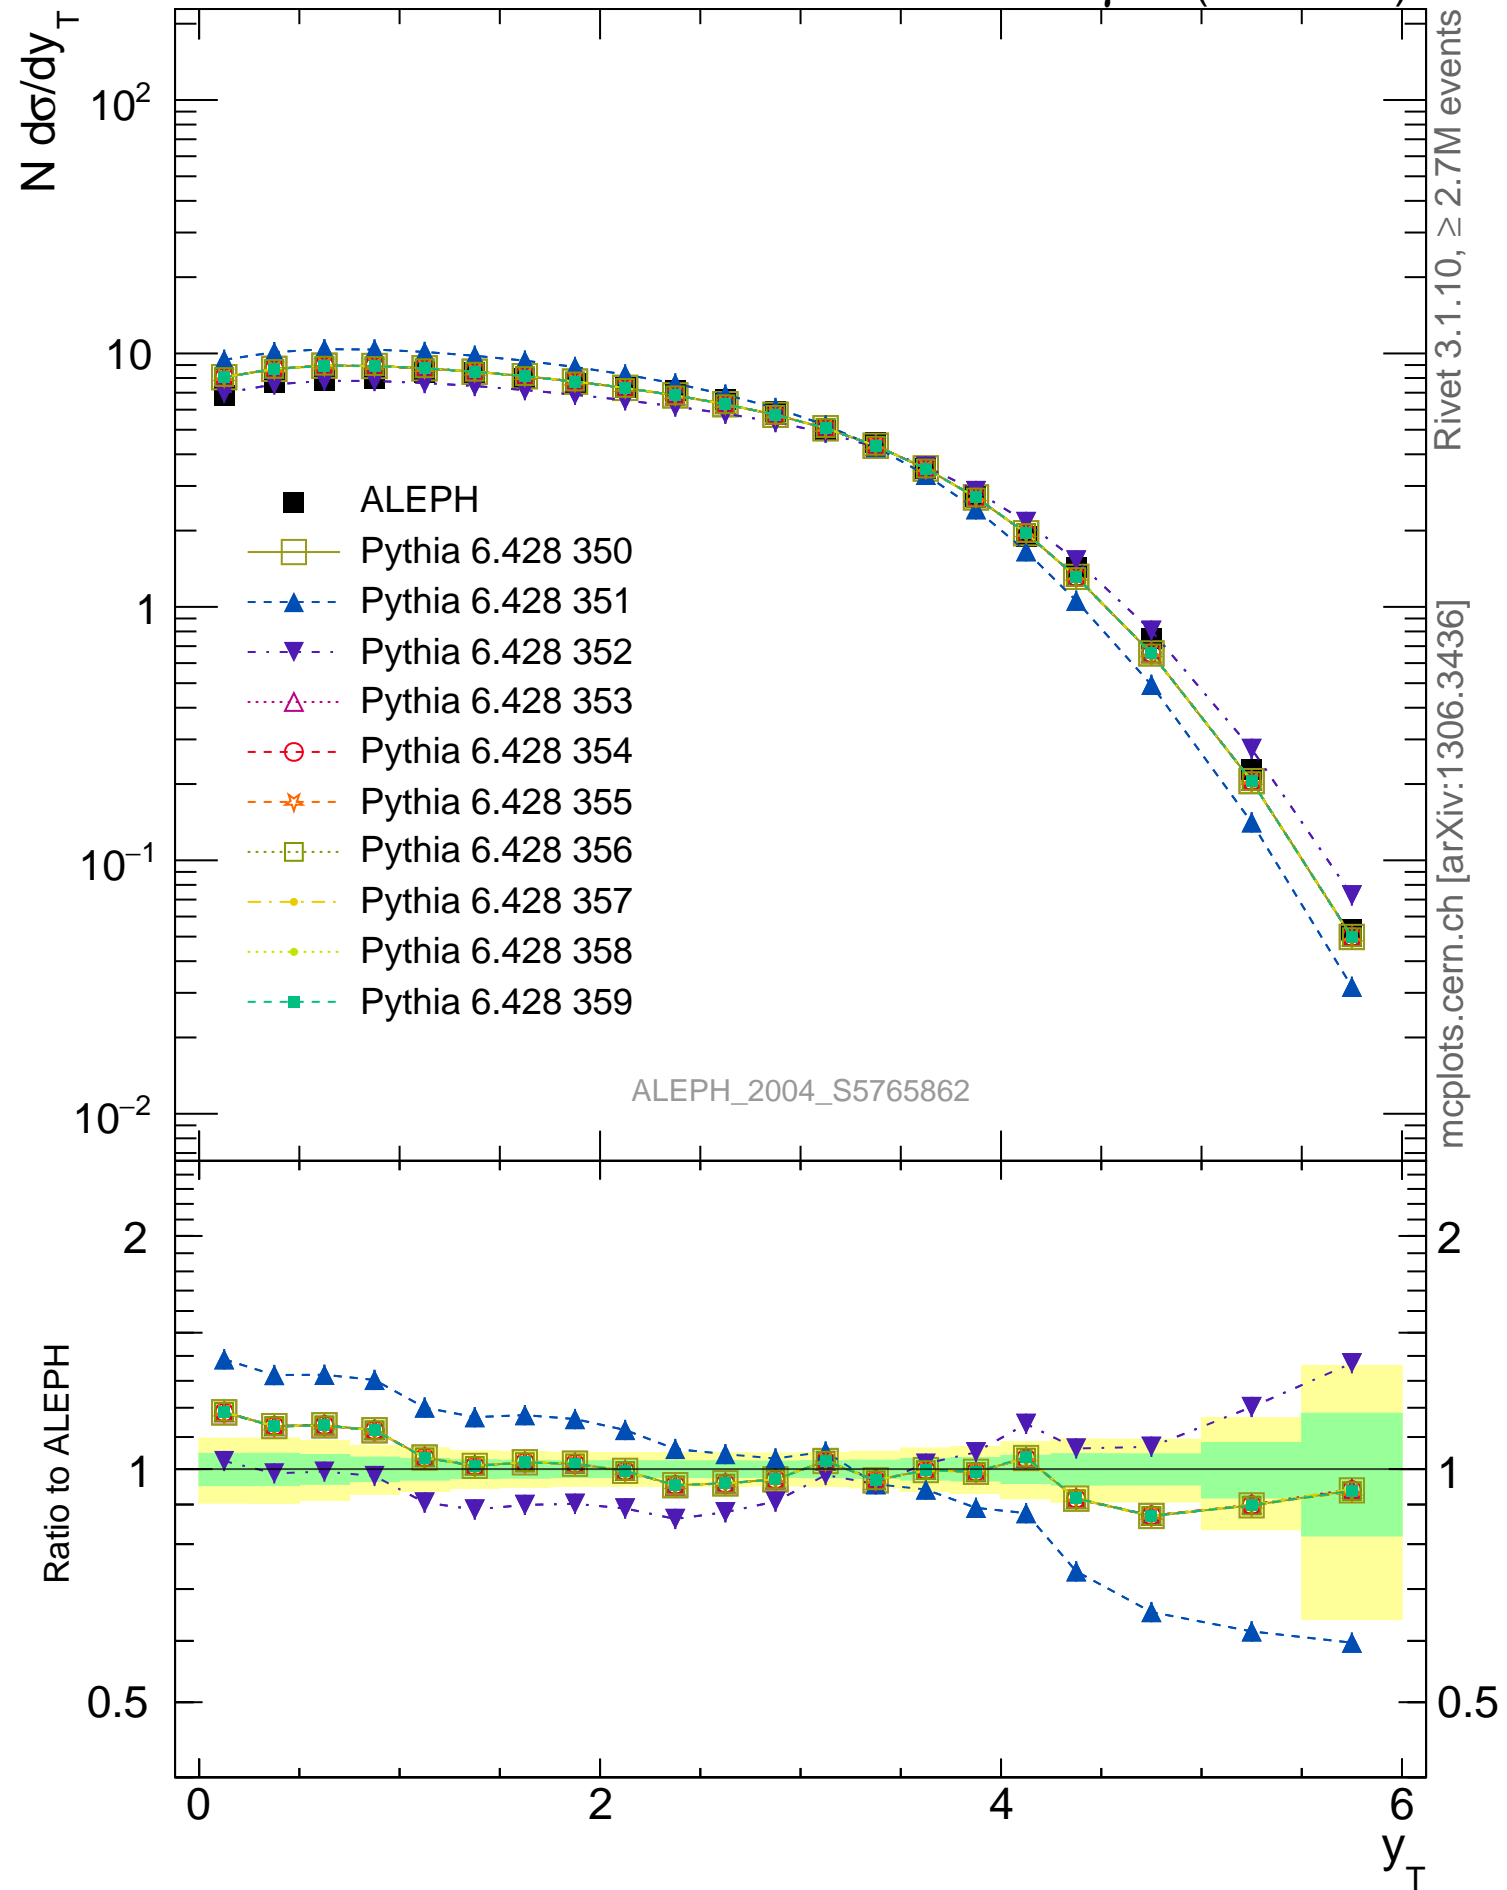 N dσ/dy_T
10²
10
1
10⁻¹
10⁻²
ALEPH
Pythia 6.428 350
Pythia 6.428 351
Pythia 6.428 352
Pythia 6.428 353
Pythia 6.428 354
Pythia 6.428 355
Pythia 6.428 356
Pythia 6.428 357
Pythia 6.428 358
Pythia 6.428 359
ALEPH_2004_S5765862
Rivet 3.1.10, ≥ 2.7M events
mcplots.cern.ch [arXiv:1306.3436]
Ratio to ALEPH
2
1
0.5
2
1
0.5
0
2
4
6
y_T